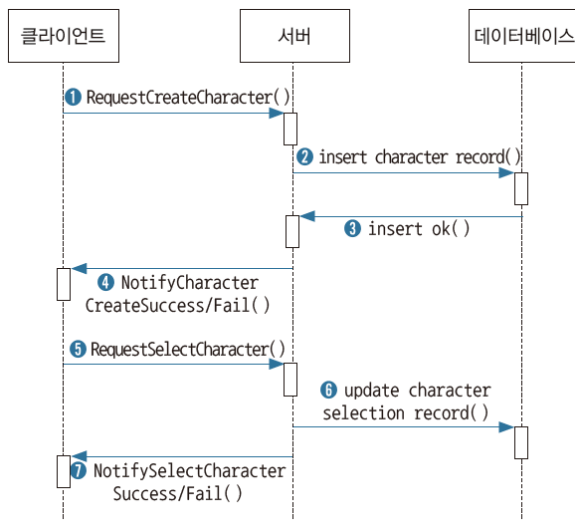 클라이언트
서버
데이터베이스
❶ RequestCreateCharacter()
❷ insert character record()
❸ insert ok()
❹ NotifyCharacter
CreateSuccess/Fail()
❺ RequestSelectCharacter()
❻ update character
selection record()
❼ NotifySelectCharacter
Success/Fail()